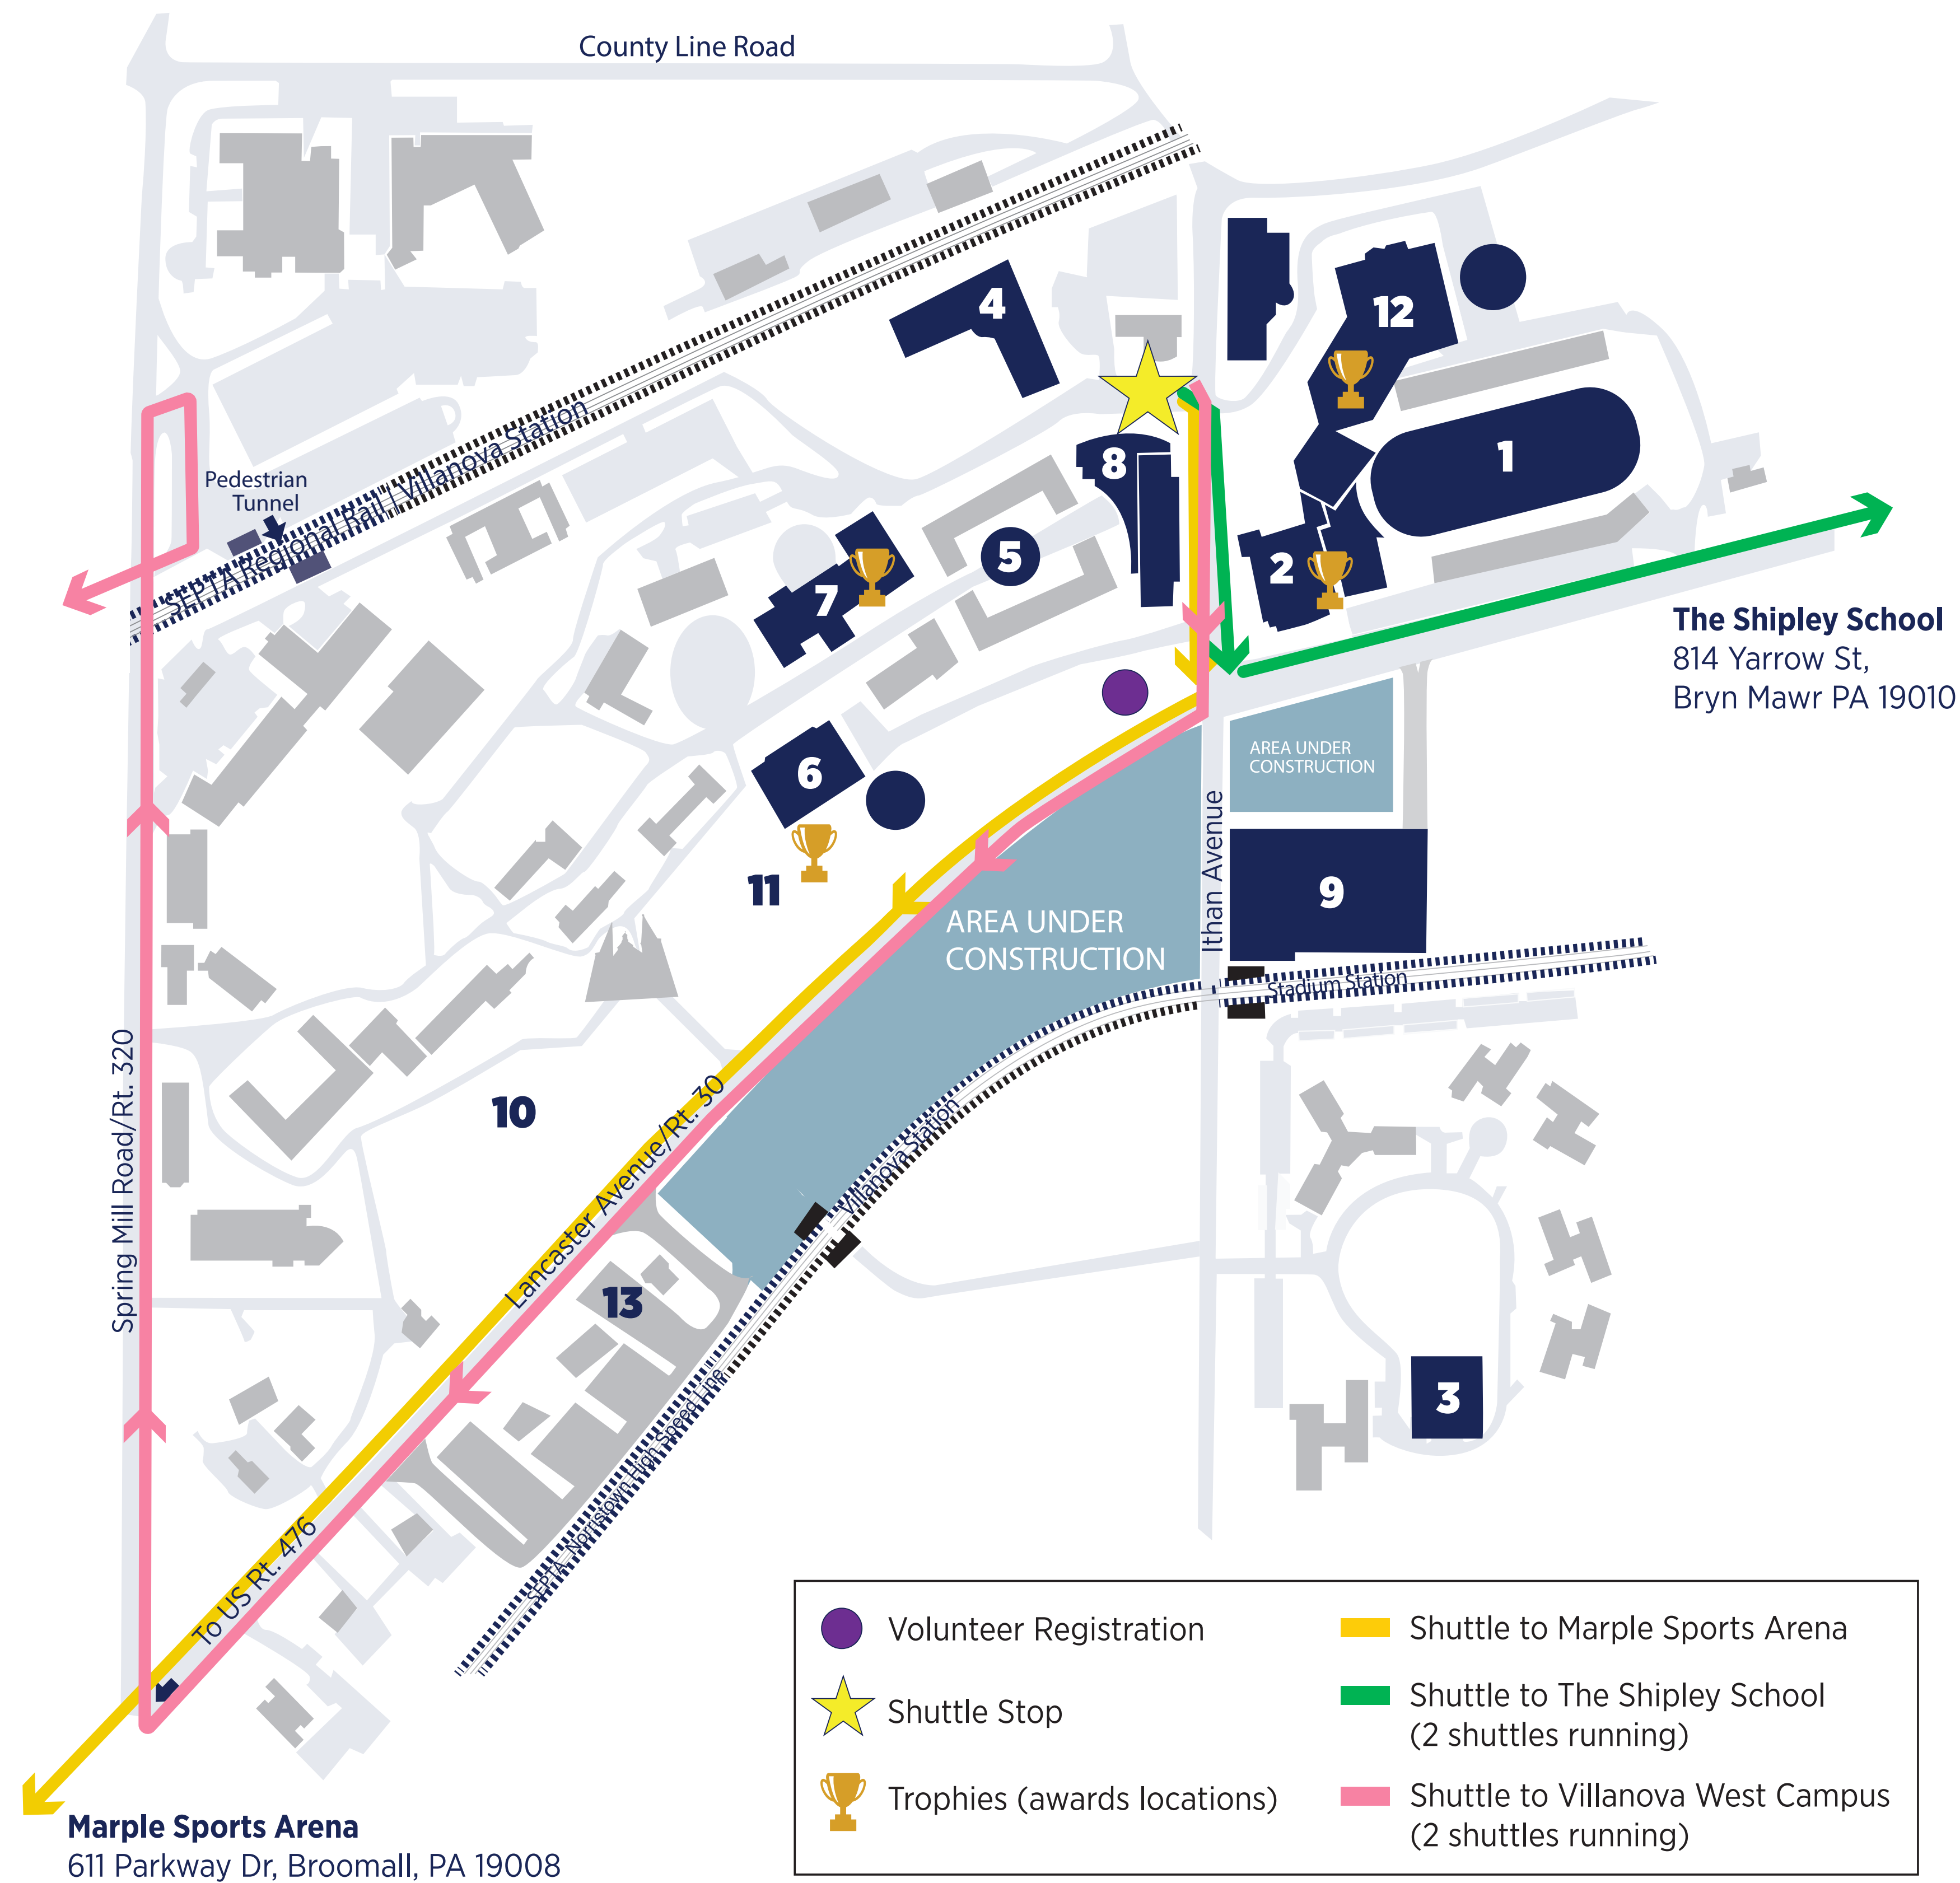 County Line Road
4
12
1
8
Pedestrian
Tunnel
SEPTA Regional Rail | Villanova Station
5
2
7
The Shipley School
814 Yarrow St,
Bryn Mawr PA 19010
6
AREA UNDER
CONSTRUCTION
Ithan Avenue
11
9
AREA UNDER
CONSTRUCTION
Stadium Station
Spring Mill Road/Rt. 320
10
Lancaster Avenue/Rt. 30
Villanova Station
13
SEPTA Norristown High Speed Line
3
To US Rt. 476
Marple Sports Arena
611 Parkway Dr, Broomall, PA 19008
Volunteer Registration
Shuttle Stop
Trophies (awards locations)
Shuttle to Marple Sports Arena
Shuttle to The Shipley School
(2 shuttles running)
Shuttle to Villanova West Campus
(2 shuttles running)